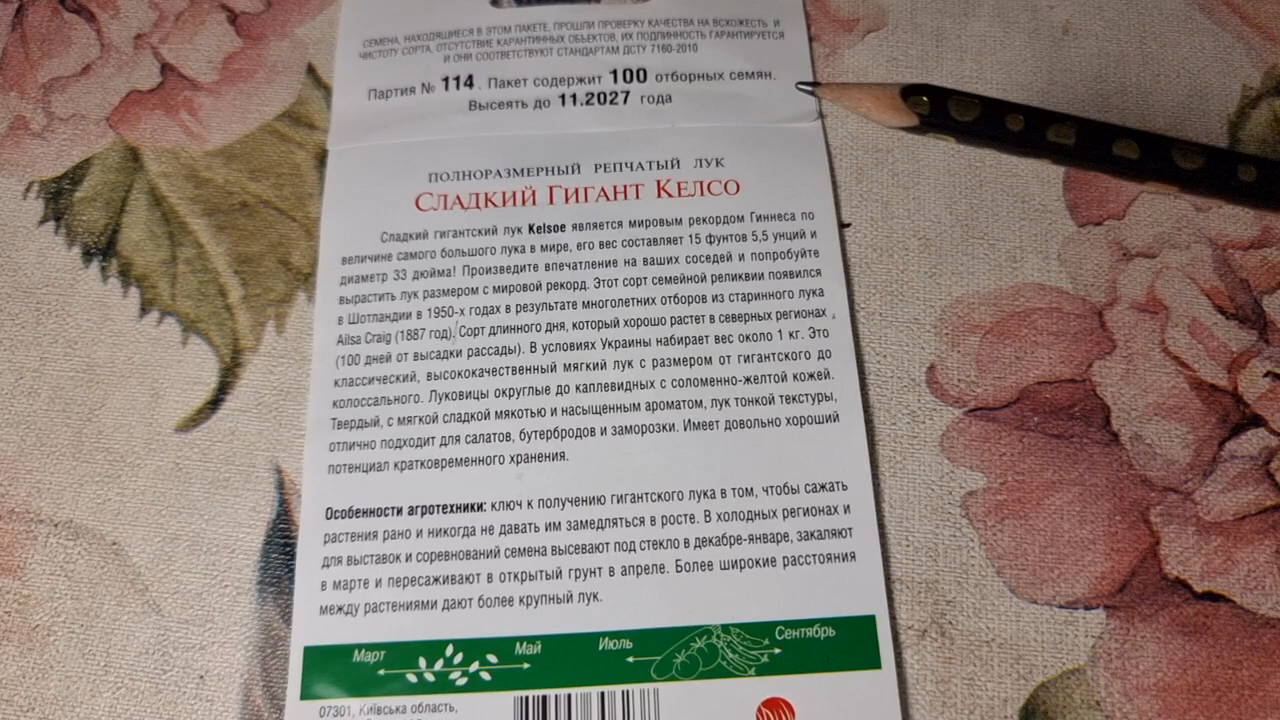 СЕМЕНА, НАХОДЯЩИЕСЯ В ЭТОМ ПАКЕТЕ, ПРОШЛИ ПРОВЕРКУ КАЧЕСТВА НА ВСХОЖЕСТЬ И
ЧИСТОТУ СОРТА, ОТСУТСТВИЕ КАРАНТИННЫХ ОБЪЕКТОВ, ИХ ПОДЛИННОСТЬ ГАРАНТИРУЕТСЯ
И ОНИ СООТВЕТСТВУЮТ СТАНДАРТАМ ДСТУ 7160-2010
Партия № 114. Пакет содержит 100 отборных семян.
Высеять до 11.2027 года
ПОЛНОРАЗМЕРНЫЙ РЕПЧАТЫЙ ЛУК
СЛАДКИЙ ГИГАНТ КЕЛСО
Сладкий гигантский лук Kelsoe является мировым рекордом Гиннеса по
величине самого большого лука в мире, его вес составляет 15 фунтов 5,5 унций и
диаметр 33 дюйма! Произведите впечатление на ваших соседей и попробуйте
вырастить лук размером с мировой рекорд. Этот сорт семейной реликвии появился
в Шотландии в 1950-х годах в результате многолетних отборов из старинного лука
Ailsa Craig (1887 год). Сорт длинного дня, который хорошо растет в северных регионах
(100 дней от высадки рассады). В условиях Украины набирает вес около 1 кг. Это
классический, высококачественный мягкий лук с размером от гигантского до
колоссального. Луковицы округлые до каплевидных с соломенно-желтой кожей.
Твердый, с мягкой сладкой мякотью и насыщенным ароматом, лук тонкой текстуры,
отлично подходит для салатов, бутербродов и заморозки. Имеет довольно хороший
потенциал кратковременного хранения.
Особенности агротехники: ключ к получению гигантского лука в том, чтобы сажать
растения рано и никогда не давать им замедляться в росте. В холодных регионах и
для выставок и соревнований семена высевают под стекло в декабре-январе, закаляют
в марте и пересаживают в открытый грунт в апреле. Более широкие расстояния
между растениями дают более крупный лук.
Март Май Июль Сентябрь
07301, Київська область,